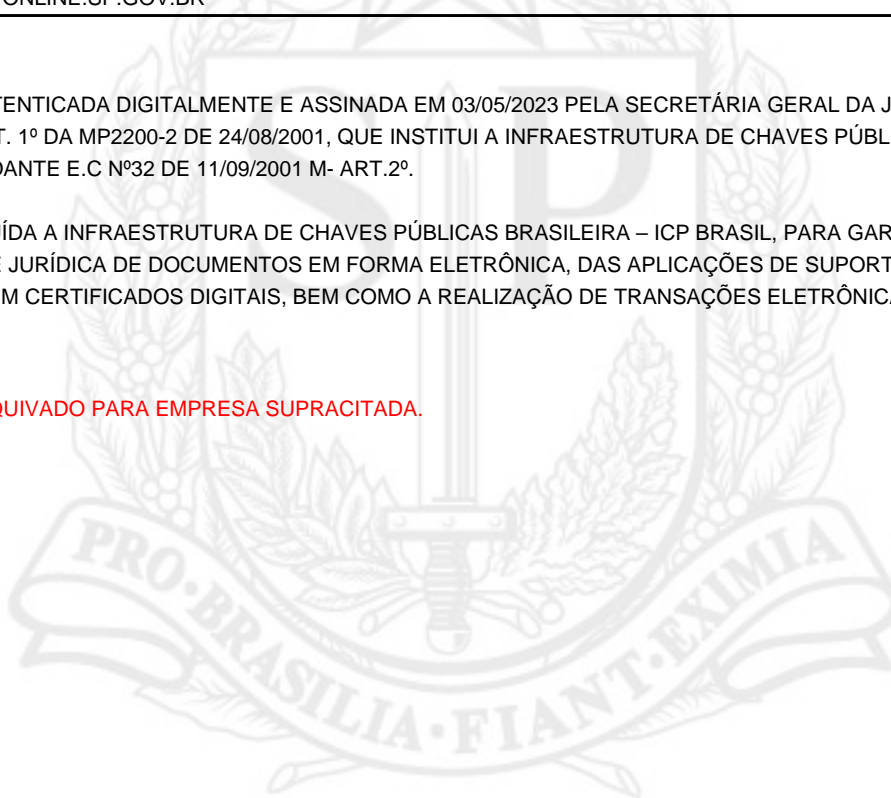 ONLINE.SP.GOV.BR
TENTICADA DIGITALMENTE E ASSINADA EM 03/05/2023 PELA SECRETÁRIA GERAL DA J
T. 1º DA MP2200-2 DE 24/08/2001, QUE INSTITUI A INFRAESTRUTURA DE CHAVES PÚBL
DANTE E.C Nº32 DE 11/09/2001 M- ART.2º.
ÍDA A INFRAESTRUTURA DE CHAVES PÚBLICAS BRASILEIRA – ICP BRASIL, PARA GAR
E JURÍDICA DE DOCUMENTOS EM FORMA ELETRÔNICA, DAS APLICAÇÕES DE SUPORT
M CERTIFICADOS DIGITAIS, BEM COMO A REALIZAÇÃO DE TRANSAÇÕES ELETRÔNICA
QUIVADO PARA EMPRESA SUPRACITADA.
SP
PRO·BRASILIA·FIANT·EXIMIA